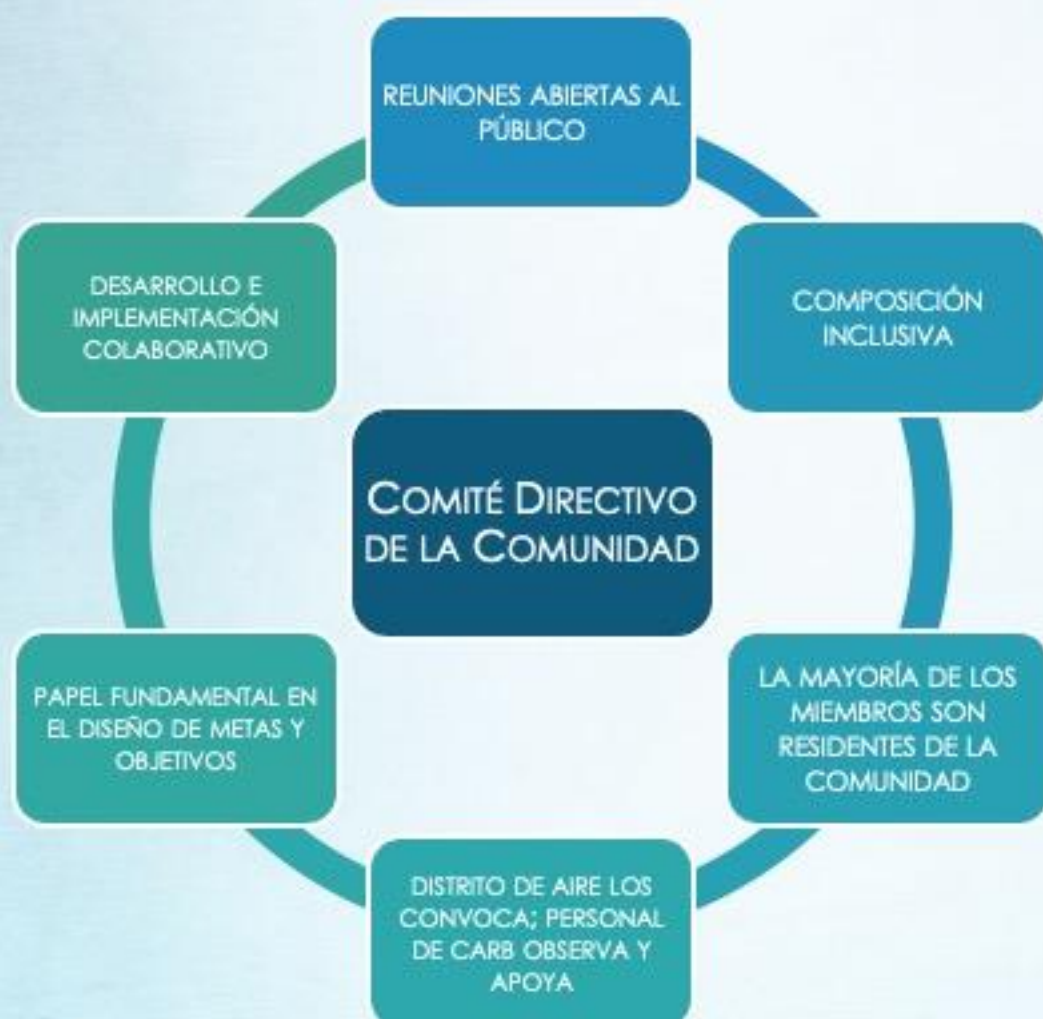 REUNIONES ABIERTAS AL
PÚBLICO
COMPOSICIÓN
INCLUSIVA
LA MAYORÍA DE LOS
MIEMBROS SON
RESIDENTES DE LA
COMUNIDAD
DISTRITO DE AIRE LOS
CONVOCA; PERSONAL
DE CARB OBSERVA Y
APOYA
PAPEL FUNDAMENTAL EN
EL DISEÑO DE METAS Y
OBJETIVOS
DESARROLLO E
IMPLEMENTACIÓN
COLABORATIVO
COMITÉ DIRECTIVO
DE LA COMUNIDAD